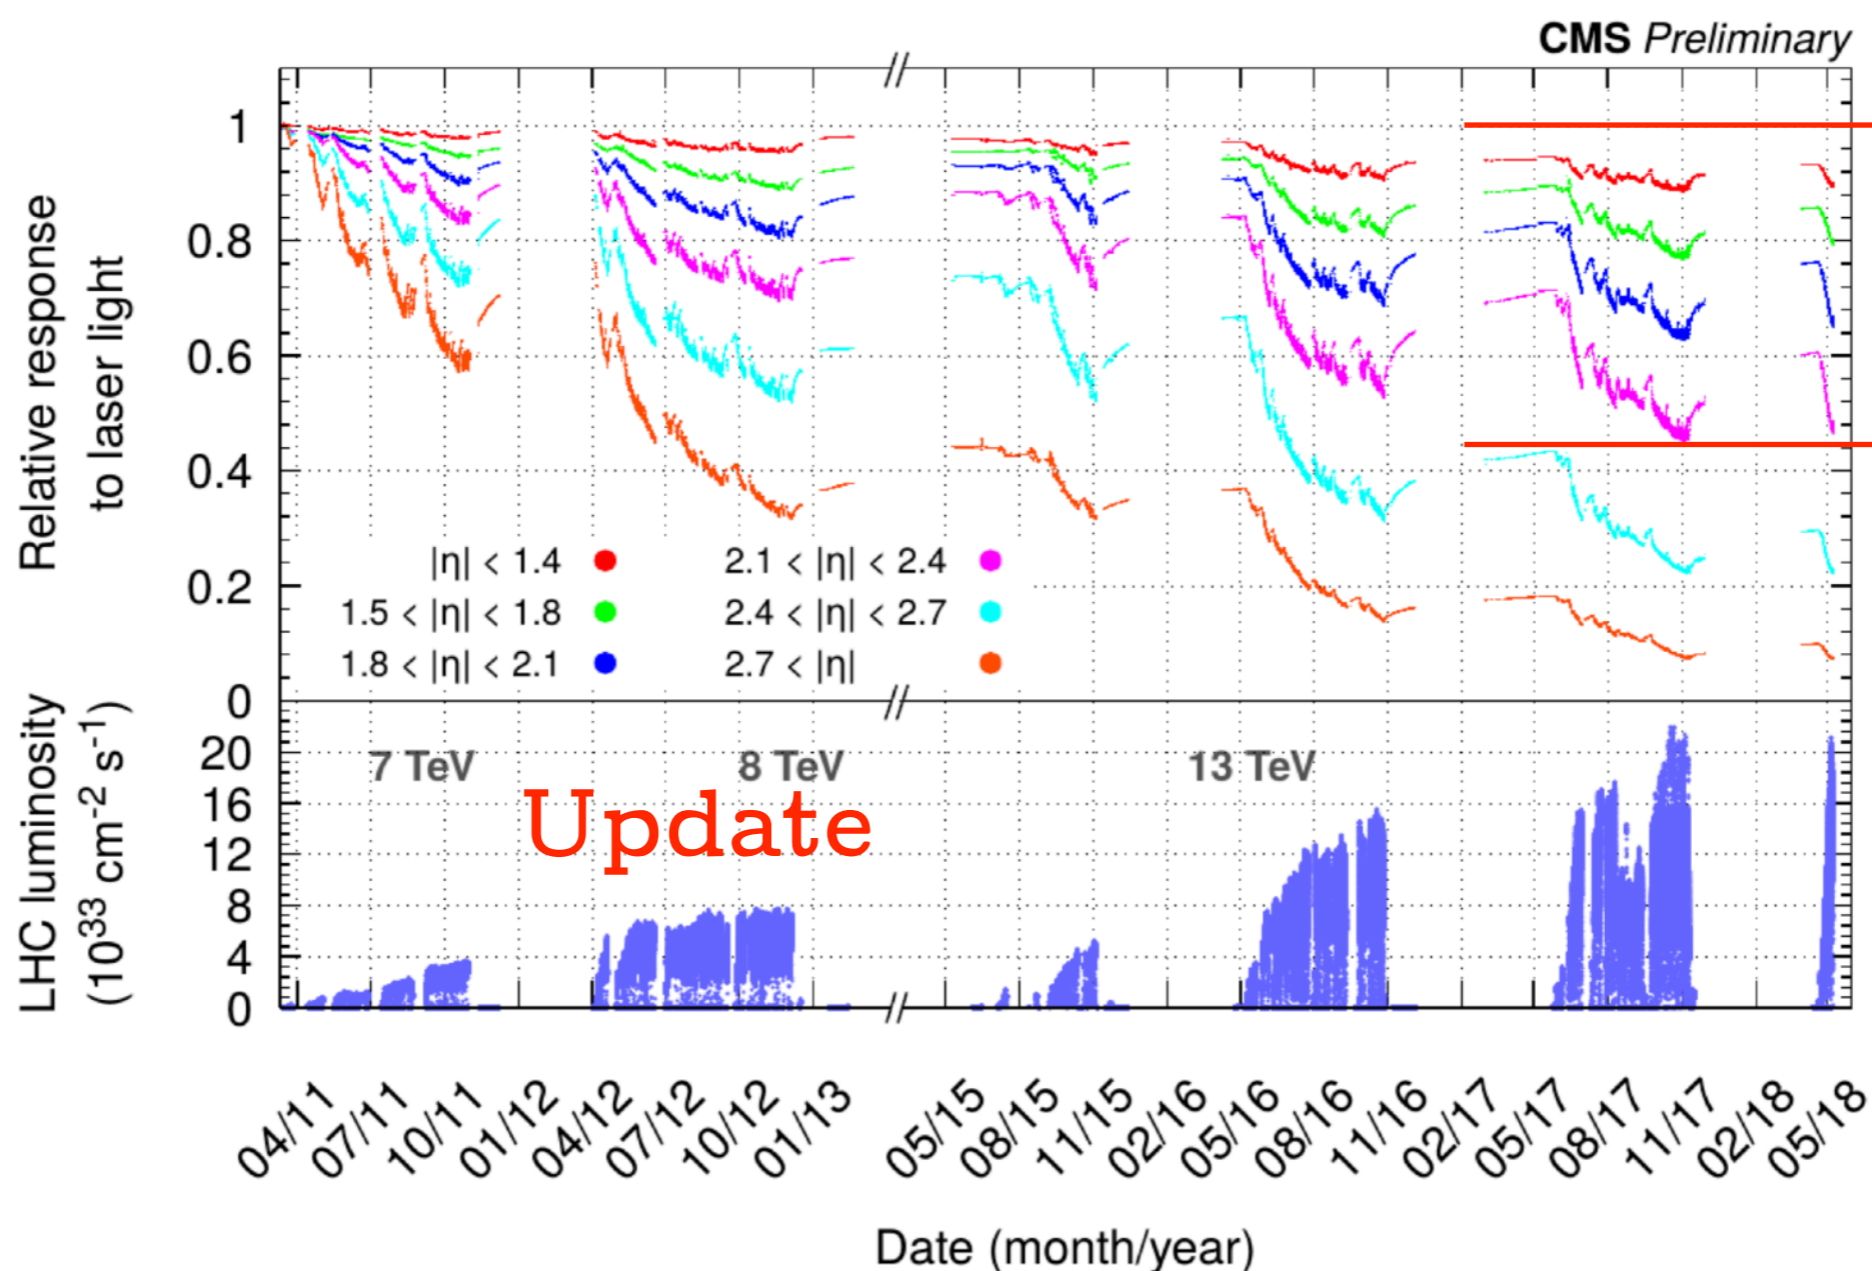 CMS Preliminary
Relative response
to laser light
1
0.8
0.6
0.4
0.2
0
|η| < 1.4
1.5 < |η| < 1.8
1.8 < |η| < 2.1
2.1 < |η| < 2.4
2.4 < |η| < 2.7
2.7 < |η|
LHC luminosity
(10³³ cm⁻² s⁻¹)
20
16
12
8
4
0
7 TeV
8 TeV
13 TeV
Update
04/11
07/11
10/11
01/12
04/12
07/12
10/12
01/13
05/15
08/15
11/15
02/16
05/16
08/16
11/16
02/17
05/17
08/17
11/17
02/18
05/18
Date (month/year)